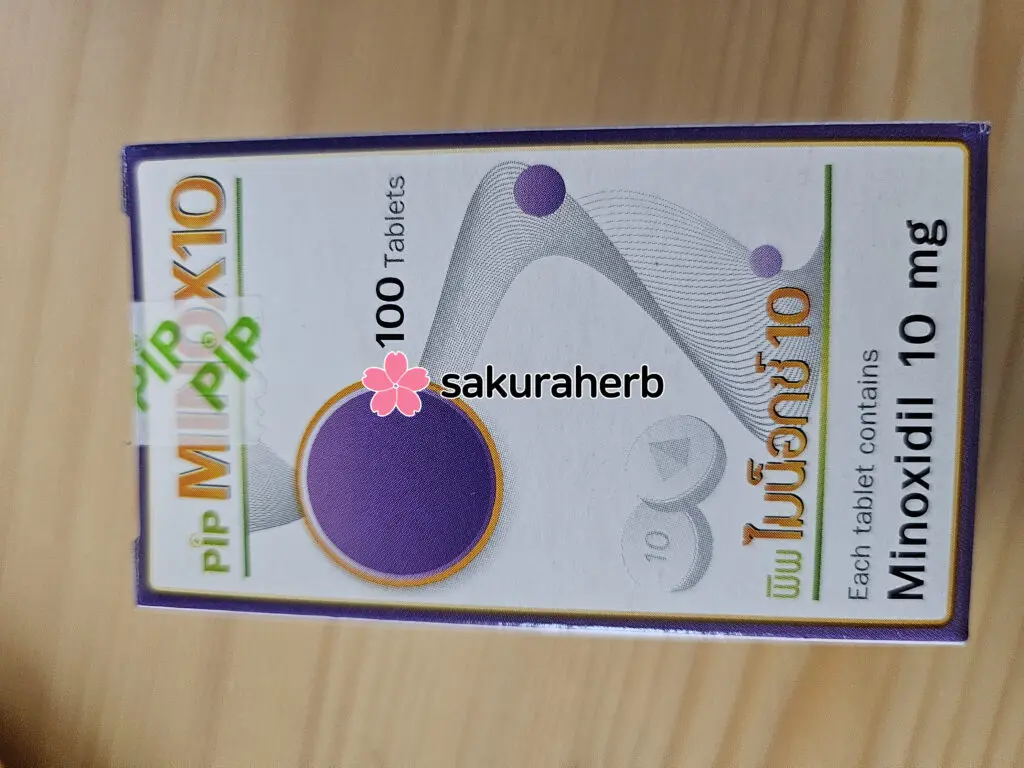 PiP
PiP
PiP MINOX10
100 Tablets
sakuraherb
10
พิพ ไมน็อกซ์ 10
Each tablet contains
Minoxidil 10 mg